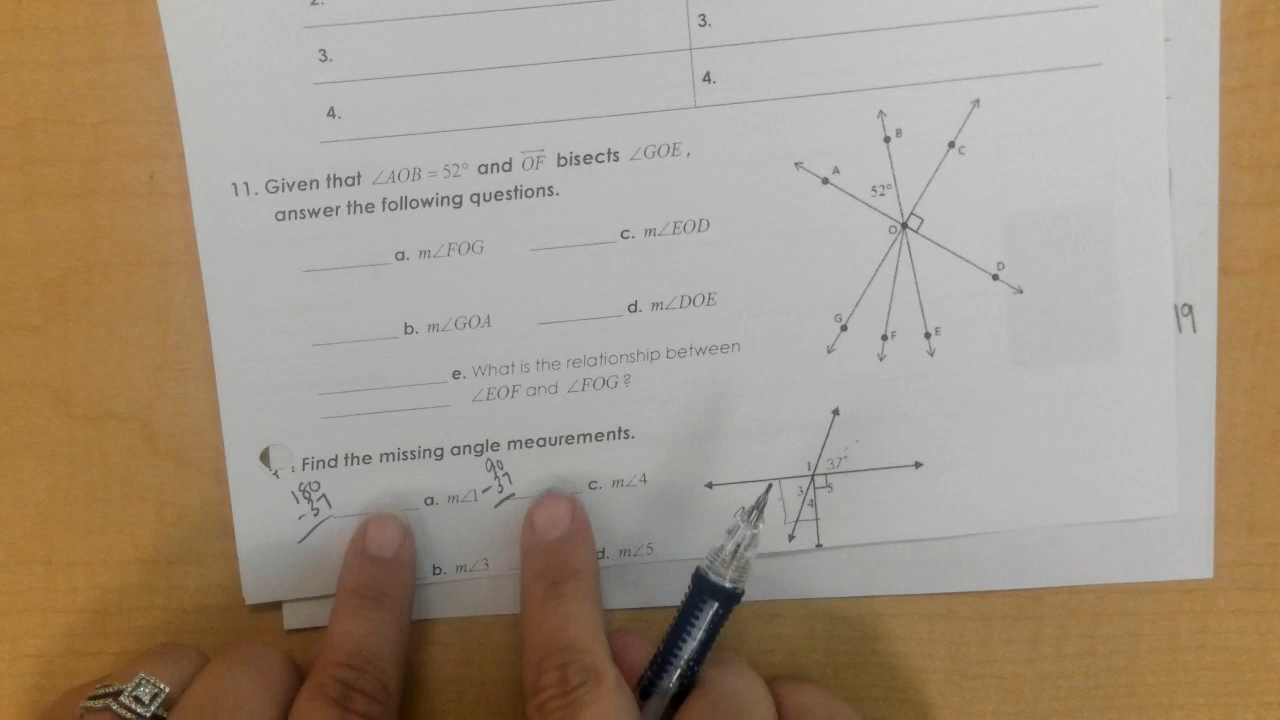 3.
3.
4.
4.
11. Given that ∠AOB = 52° and OF bisects ∠GOE,
answer the following questions.
a. m∠FOG
c. m∠EOD
b. m∠GOA
d. m∠DOE
e. What is the relationship between
∠EOF and ∠FOG?
A
B
C
52°
O
D
G
F
E
19
Find the missing angle meaurements.
180
-37
a. m∠1
90
-37
c. m∠4
b. m∠3
d. m∠5
1
37°
3
4
5